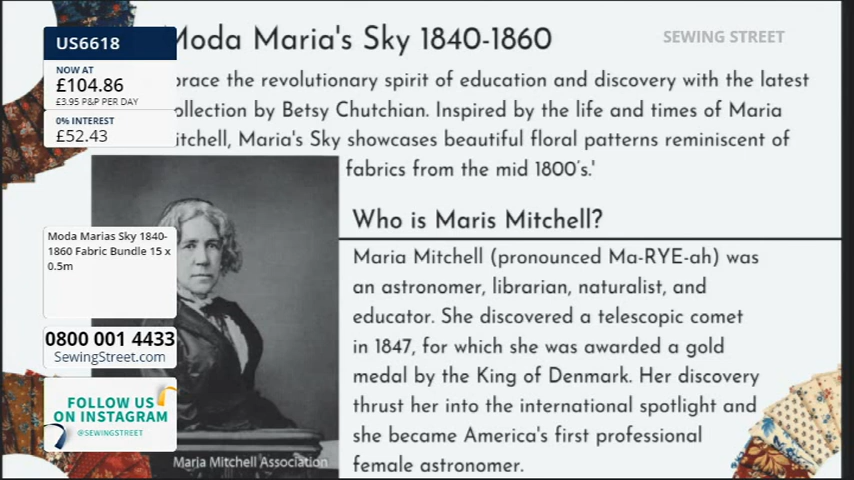 US6618
NOW AT
£104.86
£3.95 P&P PER DAY
0% INTEREST
£52.43
Moda Maria's Sky 1840-1860
SEWING STREET
brace the revolutionary spirit of education and discovery with the latest
ollection by Betsy Chutchian. Inspired by the life and times of Maria
itchell, Maria's Sky showcases beautiful floral patterns reminiscent of
fabrics from the mid 1800's.'
Who is Maris Mitchell?
Maria Mitchell (pronounced Ma-RYE-ah) was
an astronomer, librarian, naturalist, and
educator. She discovered a telescopic comet
in 1847, for which she was awarded a gold
medal by the King of Denmark. Her discovery
thrust her into the international spotlight and
she became America's first professional
female astronomer.
Moda Marias Sky 1840-
1860 Fabric Bundle 15 x
0.5m
0800 001 4433
SewingStreet.com
FOLLOW US
ON INSTAGRAM
@SEWINGSTREET
Maria Mitchell Association